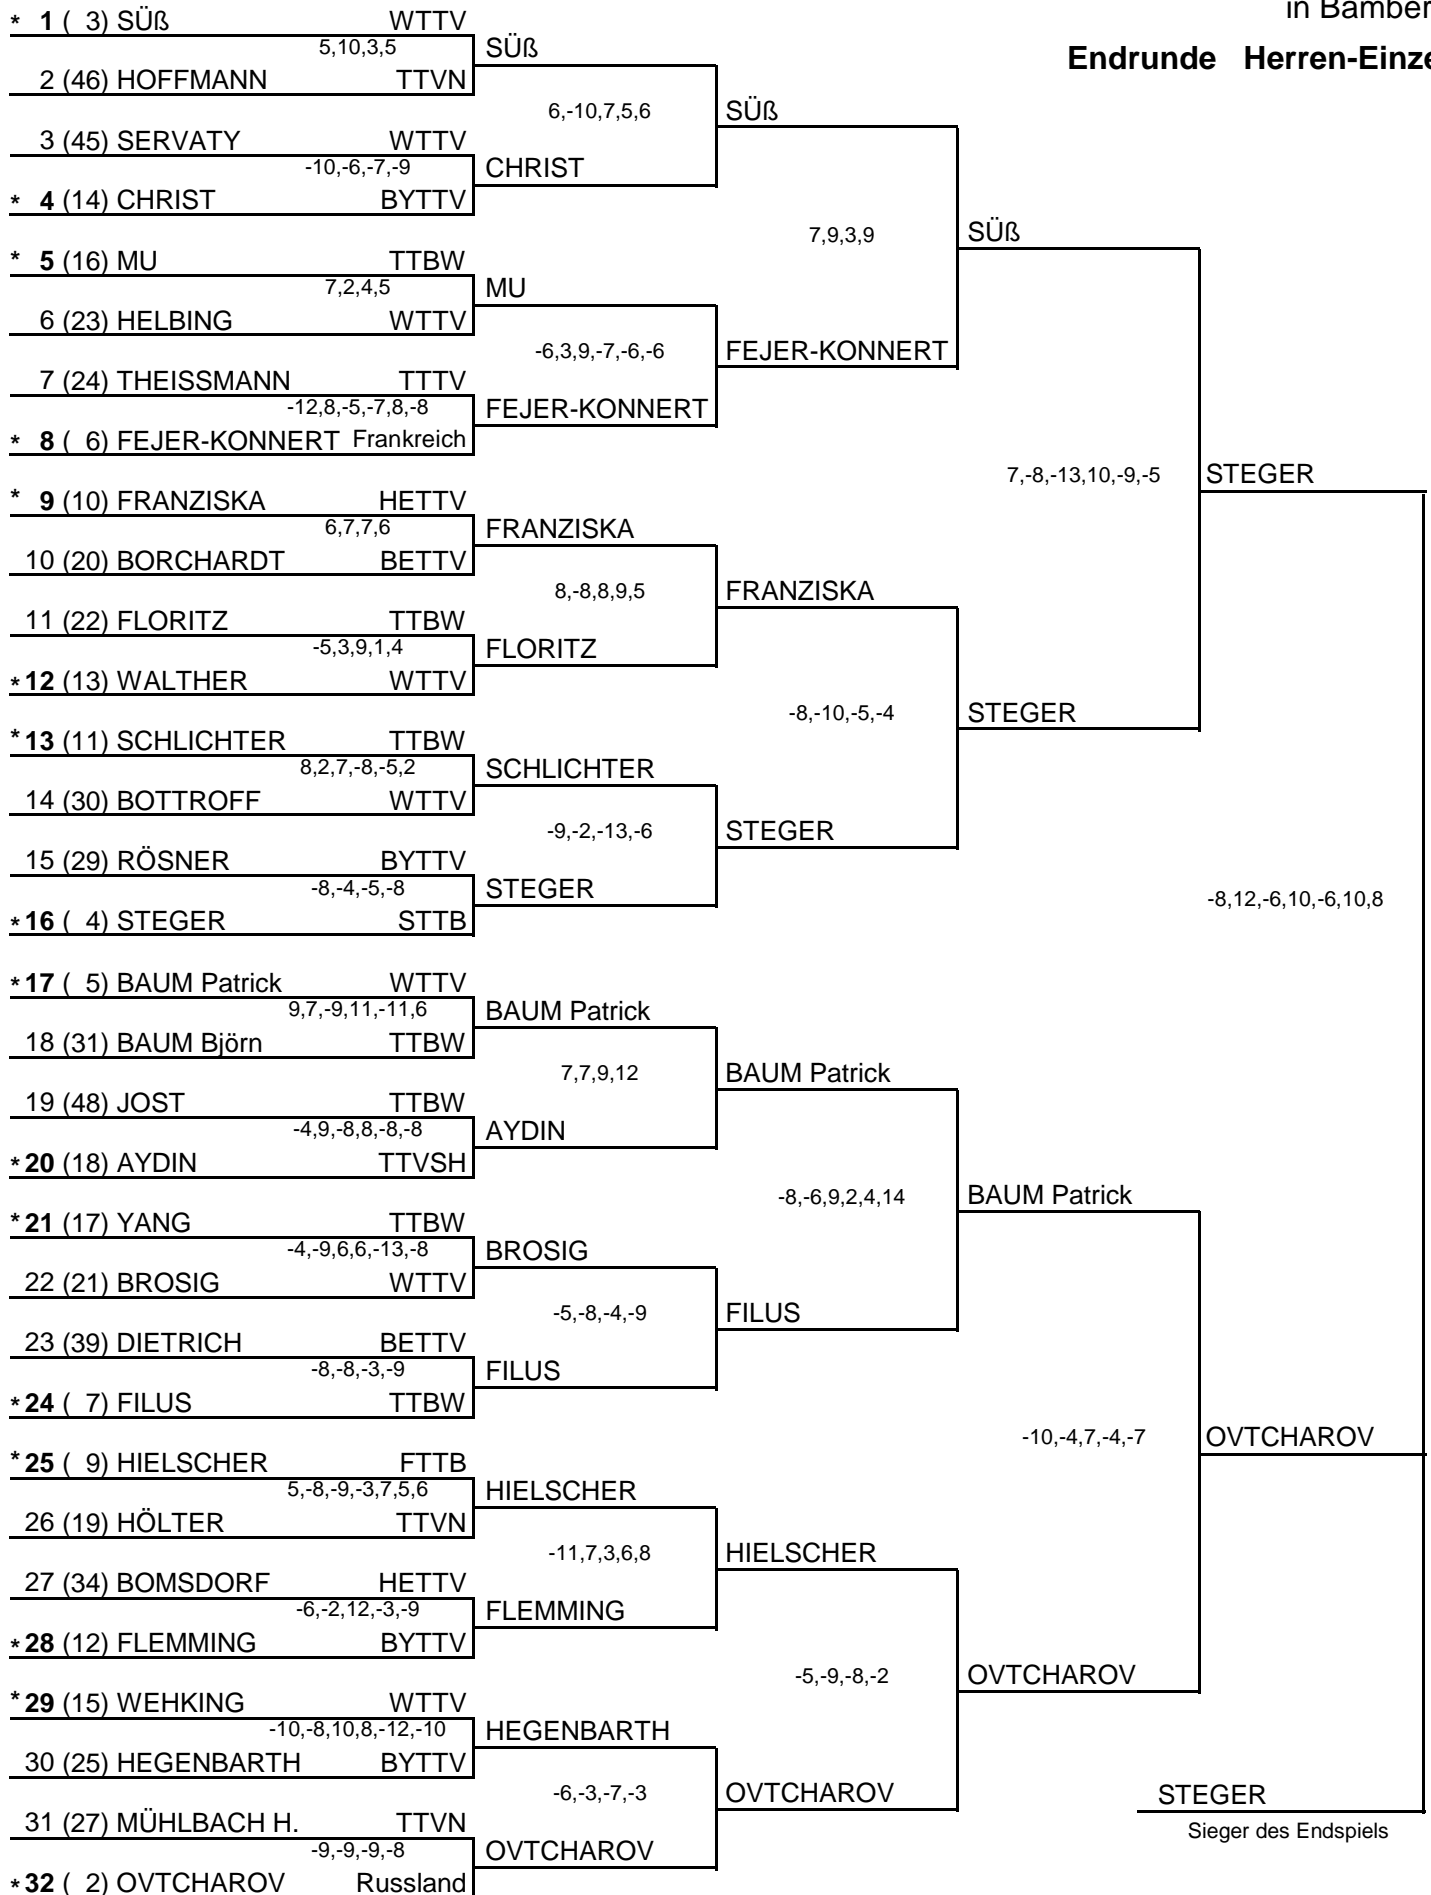 in Bamber
Endrunde Herren-Einze
* 1 ( 3) SÜß WTTV
5,10,3,5
SÜß
2 (46) HOFFMANN TTVN
6,-10,7,5,6
SÜß
3 (45) SERVATY WTTV
-10,-6,-7,-9
CHRIST
* 4 (14) CHRIST BYTTV
7,9,3,9
SÜß
* 5 (16) MU TTBW
7,2,4,5
MU
6 (23) HELBING WTTV
-6,3,9,-7,-6,-6
FEJER-KONNERT
7 (24) THEISSMANN TTTV
-12,8,-5,-7,8,-8
FEJER-KONNERT
* 8 ( 6) FEJER-KONNERT Frankreich
7,-8,-13,10,-9,-5
STEGER
* 9 (10) FRANZISKA HETTV
6,7,7,6
FRANZISKA
10 (20) BORCHARDT BETTV
8,-8,8,9,5
FRANZISKA
11 (22) FLORITZ TTBW
-5,3,9,1,4
FLORITZ
* 12 (13) WALTHER WTTV
-8,-10,-5,-4
STEGER
* 13 (11) SCHLICHTER TTBW
8,2,7,-8,-5,2
SCHLICHTER
14 (30) BOTTROFF WTTV
-9,-2,-13,-6
STEGER
15 (29) RÖSNER BYTTV
-8,-4,-5,-8
STEGER
* 16 ( 4) STEGER STTB
-8,12,-6,10,-6,10,8
* 17 ( 5) BAUM Patrick WTTV
9,7,-9,11,-11,6
BAUM Patrick
18 (31) BAUM Björn TTBW
7,7,9,12
BAUM Patrick
19 (48) JOST TTBW
-4,9,-8,8,-8,-8
AYDIN
* 20 (18) AYDIN TTVSH
-8,-6,9,2,4,14
BAUM Patrick
* 21 (17) YANG TTBW
-4,-9,6,6,-13,-8
BROSIG
22 (21) BROSIG WTTV
-5,-8,-4,-9
FILUS
23 (39) DIETRICH BETTV
-8,-8,-3,-9
FILUS
* 24 ( 7) FILUS TTBW
-10,-4,7,-4,-7
OVTCHAROV
* 25 ( 9) HIELSCHER FTTB
5,-8,-9,-3,7,5,6
HIELSCHER
26 (19) HÖLTER TTVN
-11,7,3,6,8
HIELSCHER
27 (34) BOMSDORF HETTV
-6,-2,12,-3,-9
FLEMMING
* 28 (12) FLEMMING BYTTV
-5,-9,-8,-2
OVTCHAROV
* 29 (15) WEHKING WTTV
-10,-8,10,8,-12,-10
HEGENBARTH
30 (25) HEGENBARTH BYTTV
-6,-3,-7,-3
OVTCHAROV
STEGER
31 (27) MÜHLBACH H. TTVN
Sieger des Endspiels
-9,-9,-9,-8
OVTCHAROV
* 32 ( 2) OVTCHAROV Russland